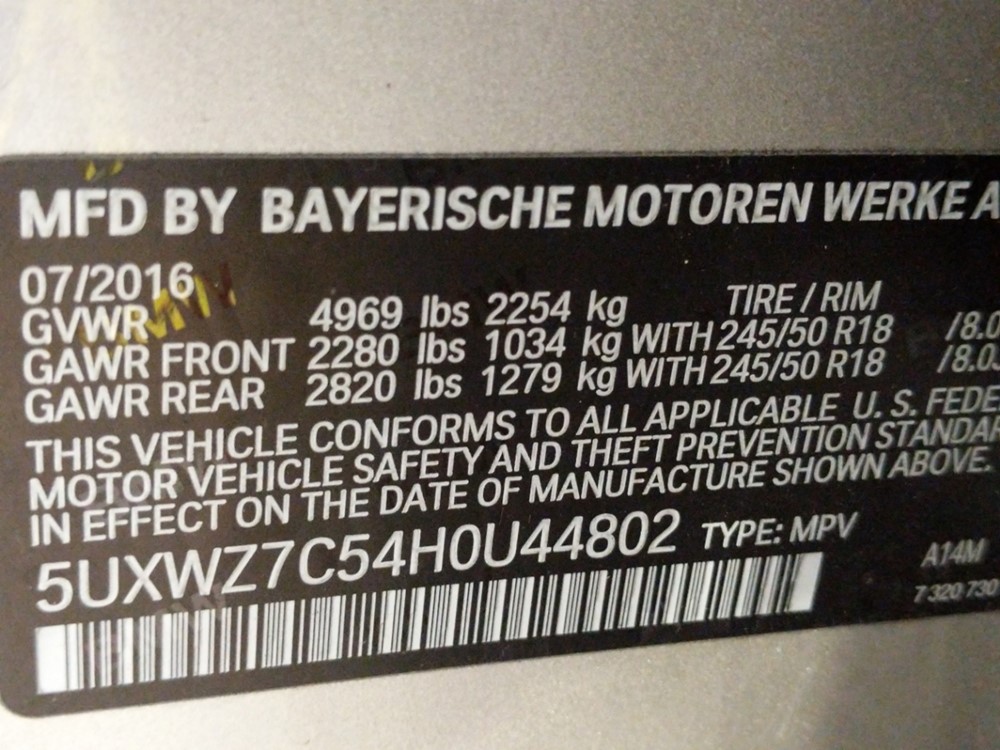 MFD BY BAYERISCHE MOTOREN WERKE A
07/2016
GVWR 4969 lbs 2254 kg TIRE / RIM
GAWR FRONT 2280 lbs 1034 kg WITH 245/50 R18 /8.0
GAWR REAR 2820 lbs 1279 kg WITH 245/50 R18 /8.0
THIS VEHICLE CONFORMS TO ALL APPLICABLE U. S. FEDE
MOTOR VEHICLE SAFETY AND THEFT PREVENTION STANDAR
IN EFFECT ON THE DATE OF MANUFACTURE SHOWN ABOVE.
5UXWZ7C54H0U44802 TYPE: MPV
A14M
7 320 730